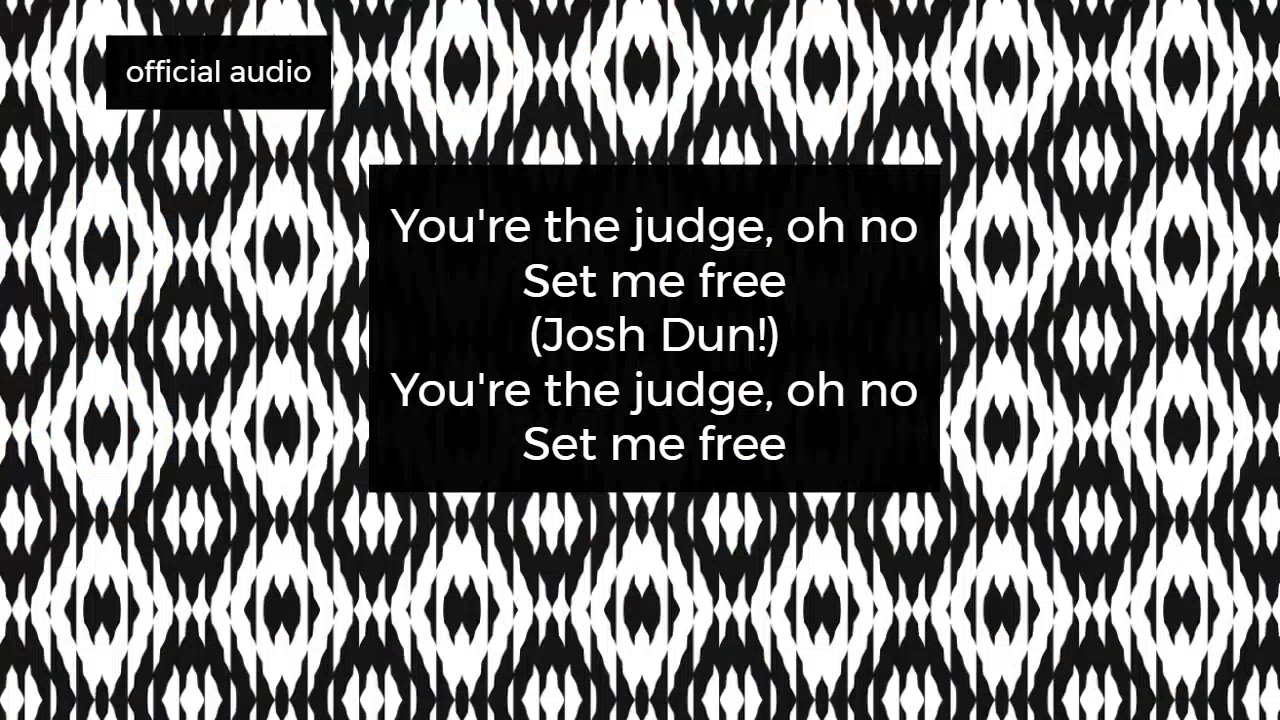 official audio
You're the judge, oh no
Set me free
(Josh Dun!)
You're the judge, oh no
Set me free